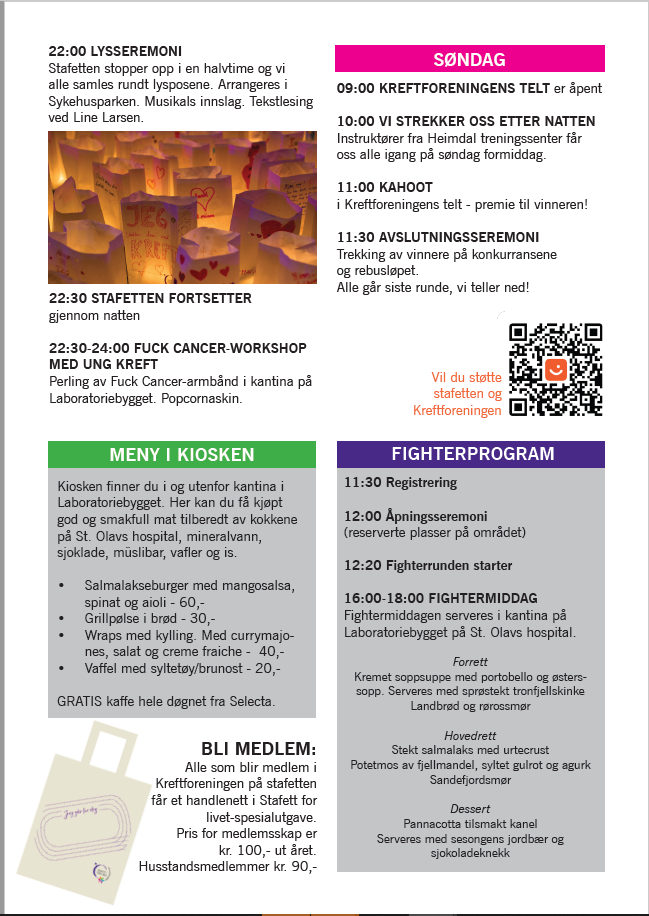 22:00 LYSSEREMONI
Stafetten stopper opp i en halvtime og vi
alle samles rundt lysposene. Arrangeres i
Sykehusparken. Musikals innslag. Tekstlesing
ved Line Larsen.
JEG
KREFT
22:30 STAFETTEN FORTSETTER
gjennom natten
22:30-24:00 FUCK CANCER-WORKSHOP
MED UNG KREFT
Perling av Fuck Cancer-armbånd i kantina på
Laboratoriebygget. Popcornaskin.
SØNDAG
09:00 KREFTFORENINGENS TELT er åpent
10:00 VI STREKKER OSS ETTER NATTEN
Instruktører fra Heimdal treningssenter får
oss alle igang på søndag formiddag.
11:00 KAHOOT
i Kreftforeningens telt - premie til vinneren!
11:30 AVSLUTNINGSSEREMONI
Trekking av vinnere på konkurransene
og rebusløpet.
Alle går siste runde, vi teller ned!
Vil du støtte
stafetten og
Kreftforeningen
MENY I KIOSKEN
Kiosken finner du i og utenfor kantina i
Laboratoriebygget. Her kan du få kjøpt
god og smakfull mat tilberedt av kokkene
på St. Olavs hospital, mineralvann,
sjoklade, müslibar, vafler og is.
• Salmalakseburger med mangosalsa,
spinat og aioli - 60,-
• Grillpølse i brød - 30,-
• Wraps med kylling. Med currymajo-
nes, salat og creme fraiche - 40,-
• Vaffel med syltetøy/brunost - 20,-
GRATIS kaffe hele døgnet fra Selecta.
Jeg går for deg
BLI MEDLEM:
Alle som blir medlem i
Kreftforeningen på stafetten
får et handlenett i Stafett for
livet-spesialutgave.
Pris for medlemsskap er
kr. 100,- ut året.
Husstandsmedlemmer kr. 90,-
FIGHTERPROGRAM
11:30 Registrering
12:00 Åpningsseremoni
(reserverte plasser på området)
12:20 Fighterrunden starter
16:00-18:00 FIGHTERMIDDAG
Fightermiddagen serveres i kantina på
Laboratoriebygget på St. Olavs hospital.
Forrett
Kremet soppsuppe med portobello og østers-
sopp. Serveres med sprøstekt tronfjellskinke
Landbrød og rørossmør
Hovedrett
Stekt salmalaks med urtecrust
Potetmos av fjellmandel, syltet gulrot og agurk
Sandefjordsmør
Dessert
Pannacotta tilsmakt kanel
Serveres med sesongens jordbær og
sjokoladeknekk